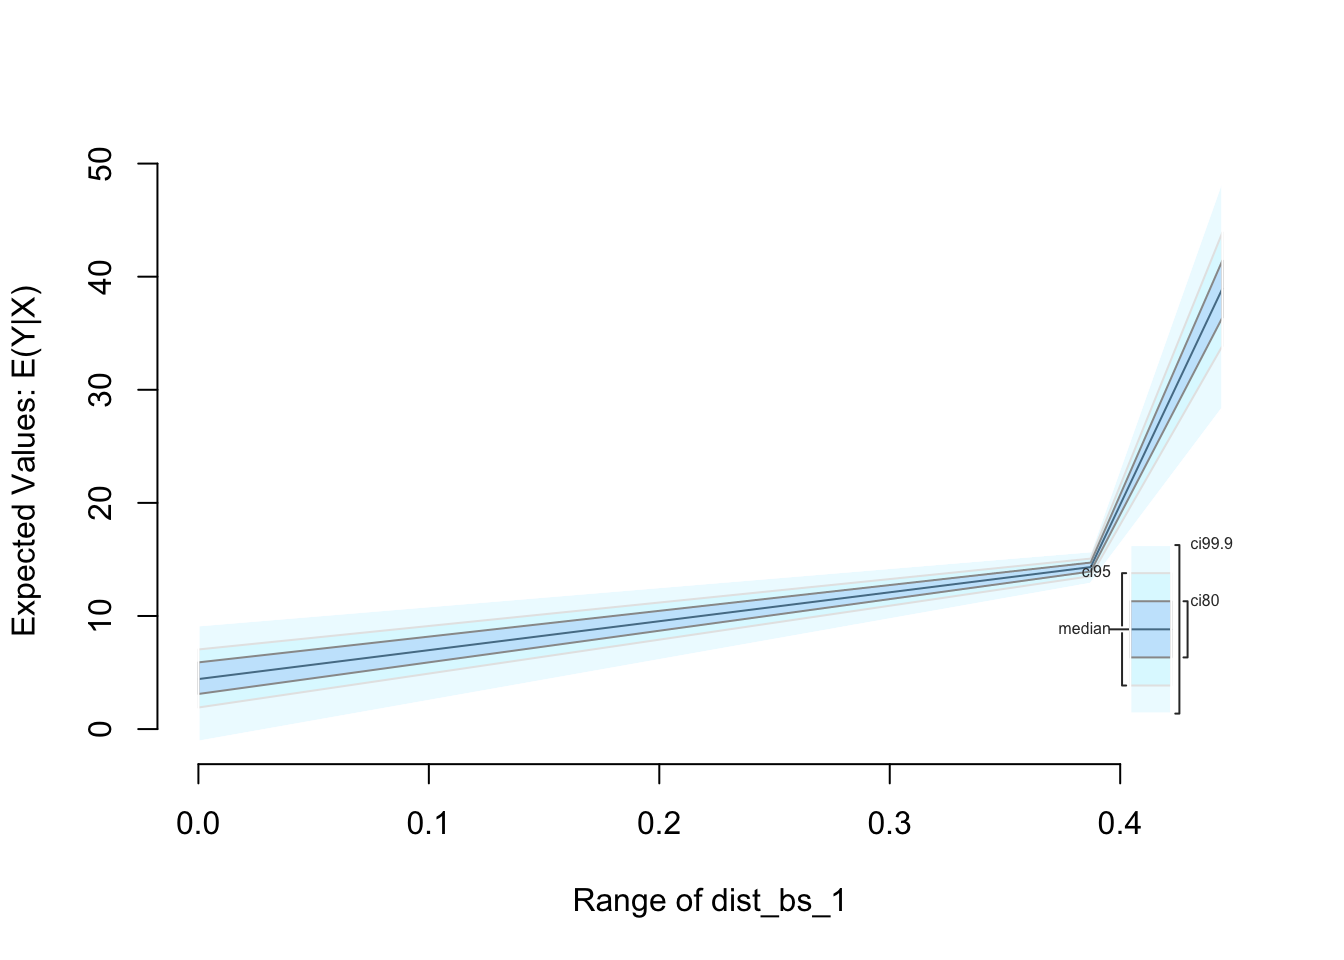 50
40
30
20
10
0
Expected Values: E(Y|X)
ci99.9
ci95
ci80
median
0.0 0.1 0.2 0.3 0.4
Range of dist_bs_1